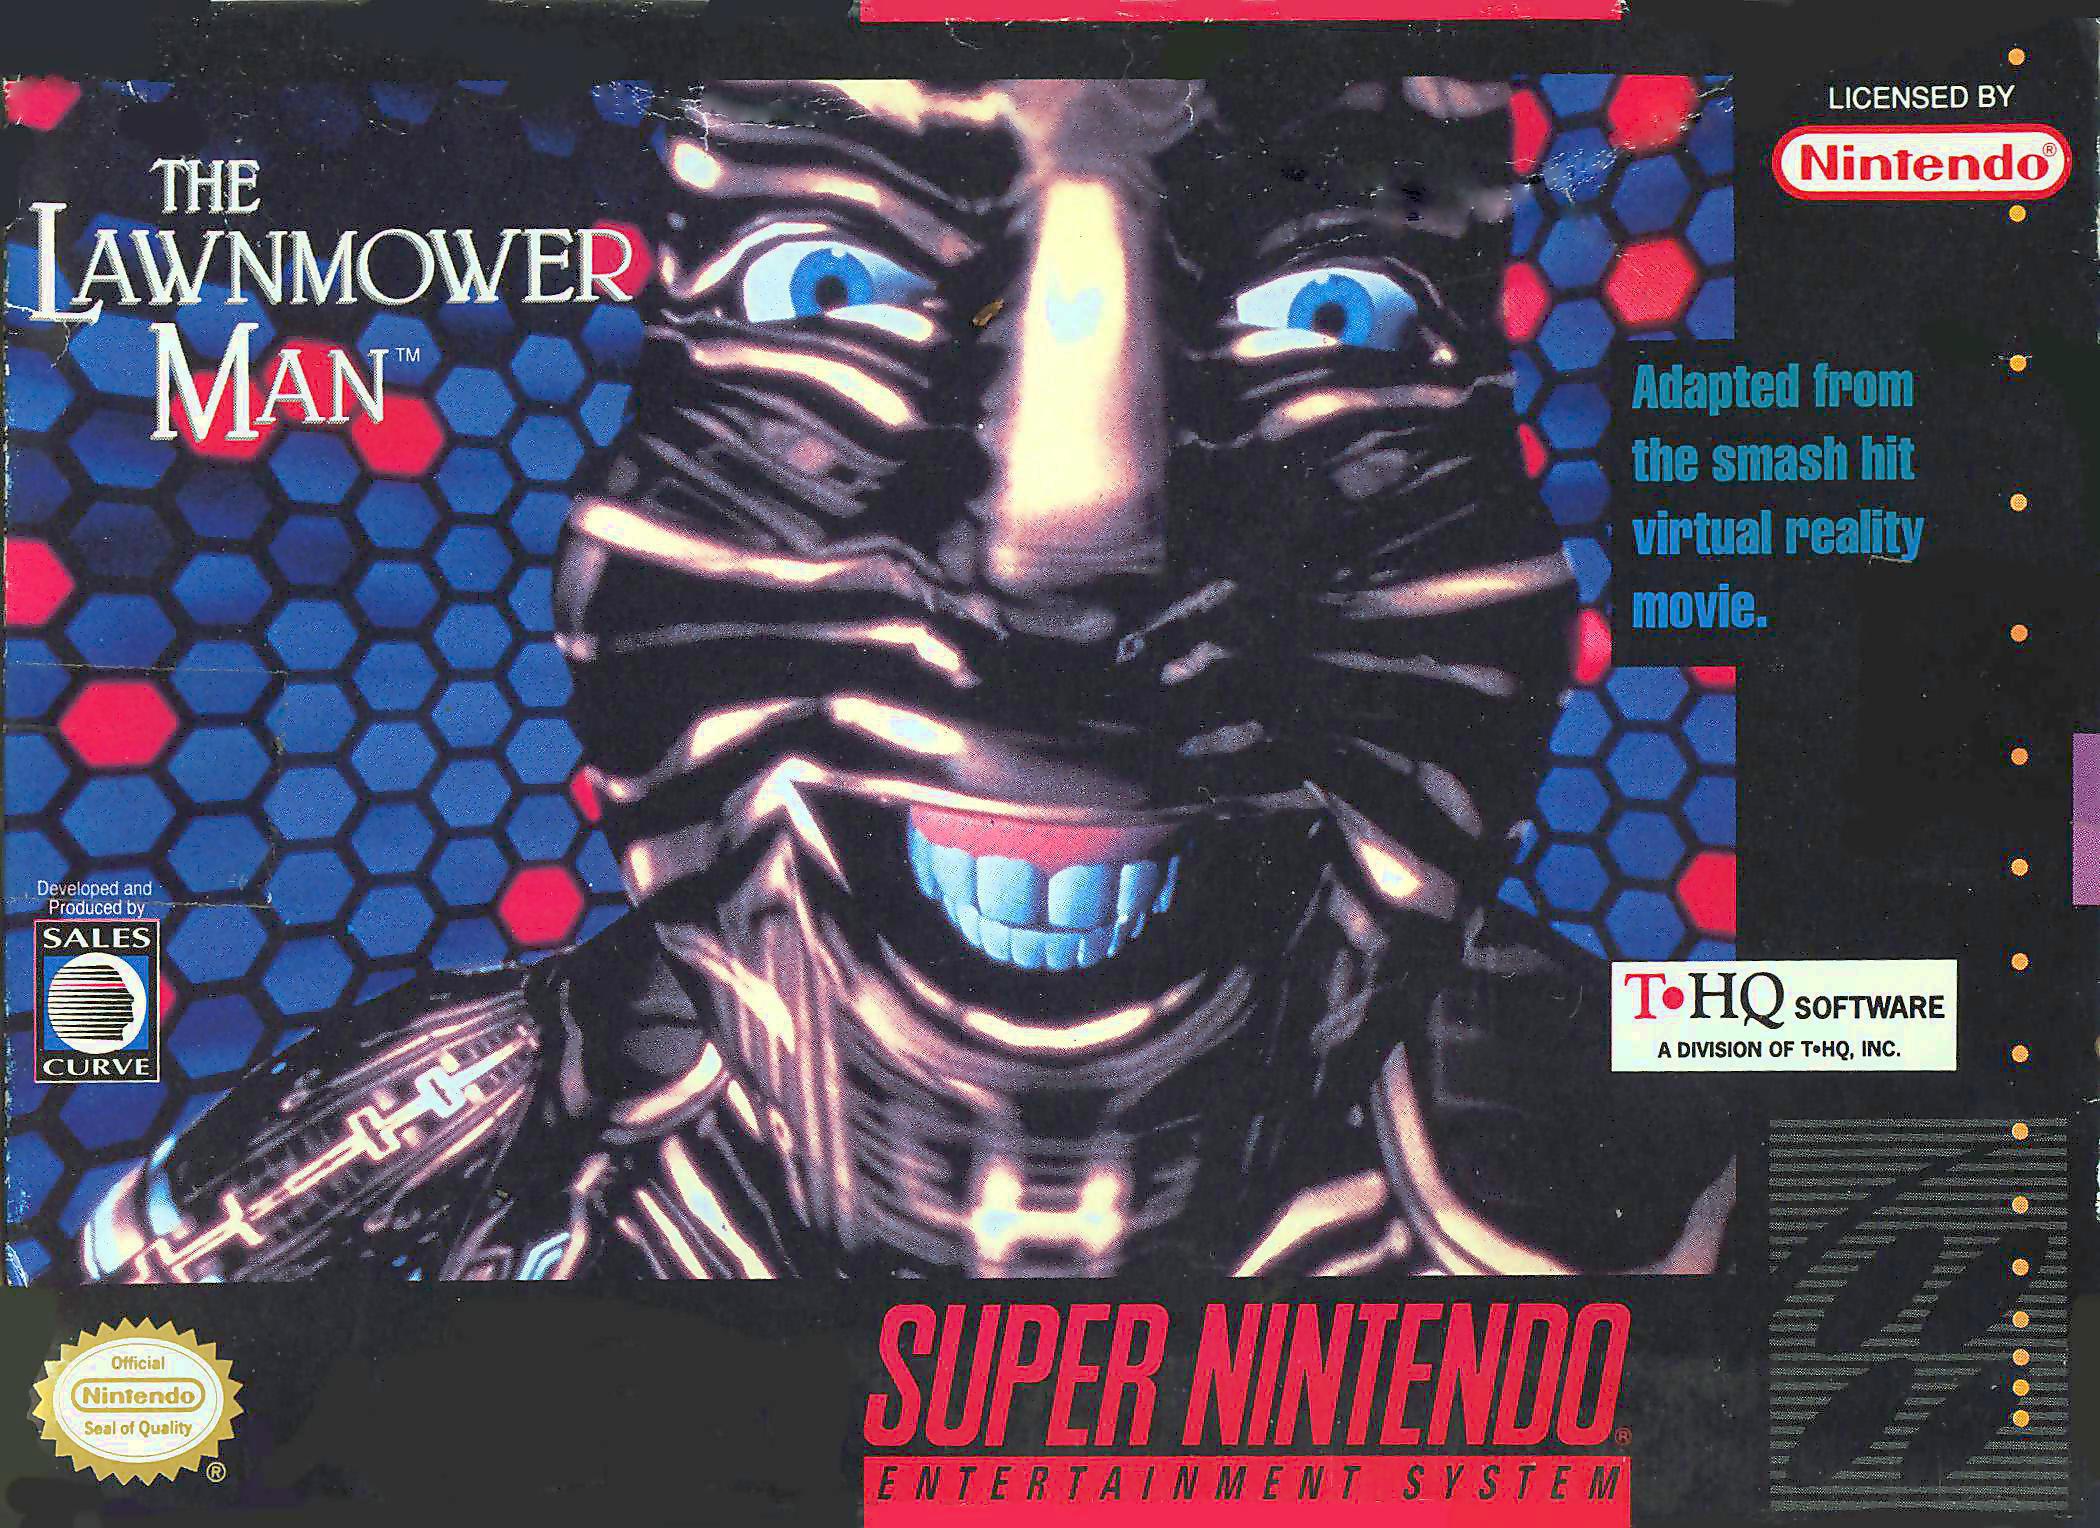 THE
LAWNMOWER
MAN™
LICENSED BY
Nintendo®
Adapted from
the smash hit
virtual reality
movie.
Developed and
Produced by
SALES
CURVE
T•HQ SOFTWARE
A DIVISION OF T•HQ, INC.
Official
Nintendo
Seal of Quality
®
SUPER NINTENDO®
ENTERTAINMENT SYSTEM